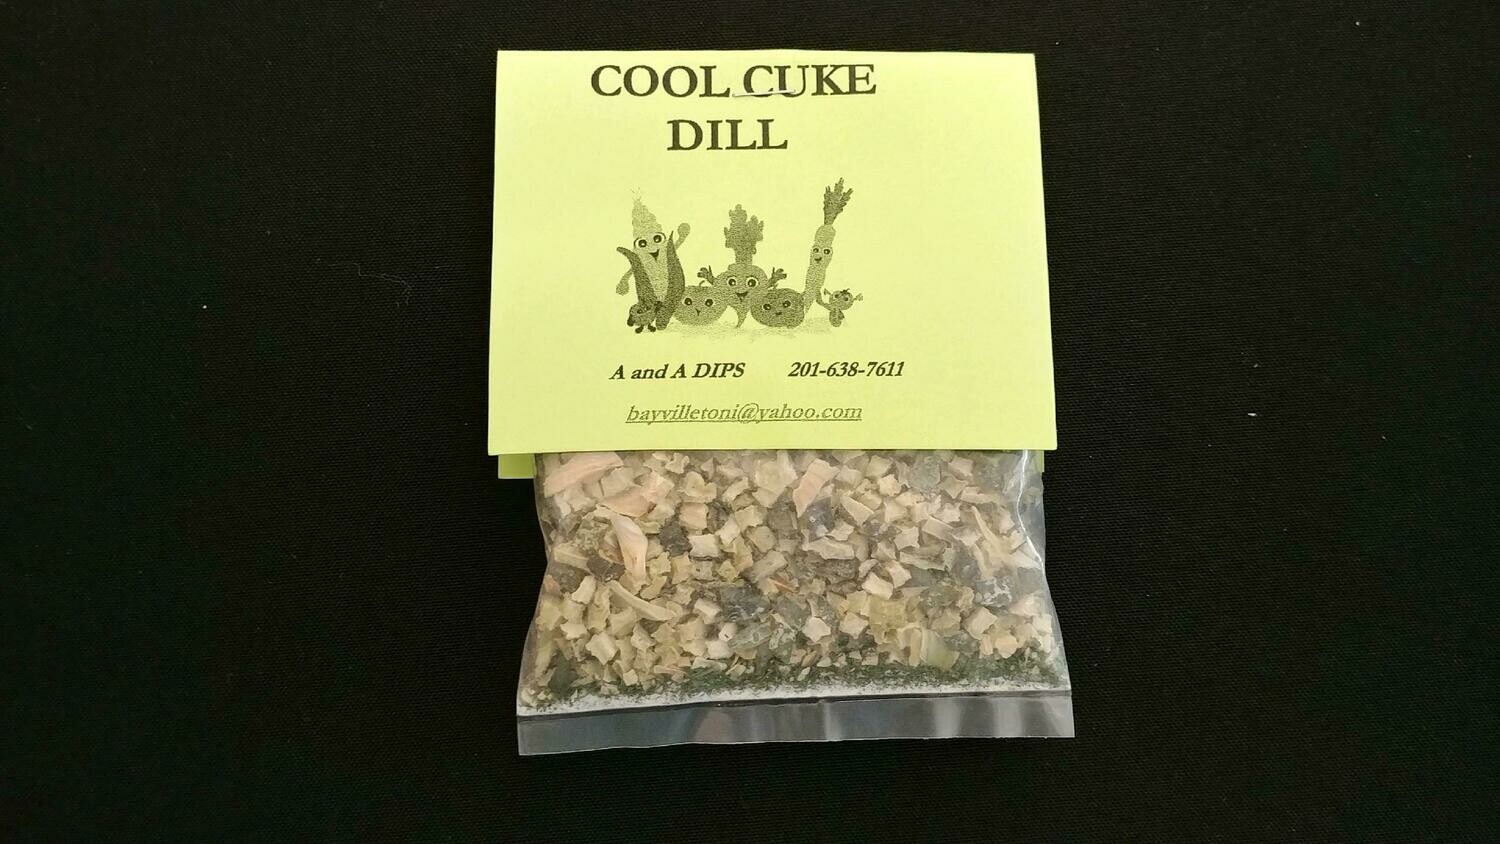 COOL CUKE
DILL
A and A DIPS 201-638-7611
bayvilletoni@yahoo.com